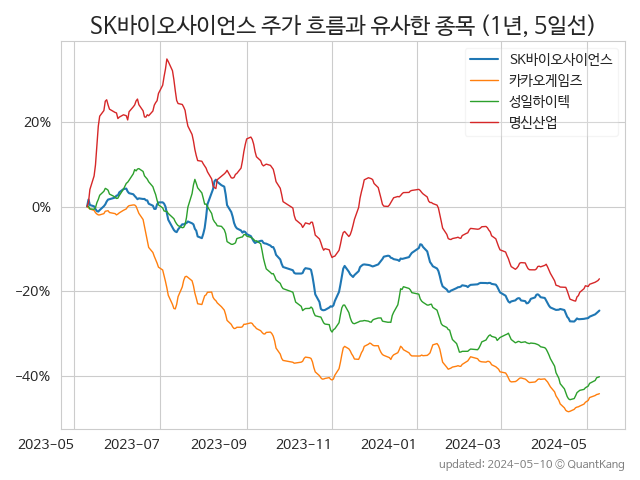 SK바이오사이언스 주가 흐름과 유사한 종목 (1년, 5일선)
SK바이오사이언스
카카오게임즈
성일하이텍
명신산업
20%
0%
−20%
−40%
2023-05 2023-07 2023-09 2023-11 2024-01 2024-03 2024-05
updated: 2024-05-10 © QuantKang